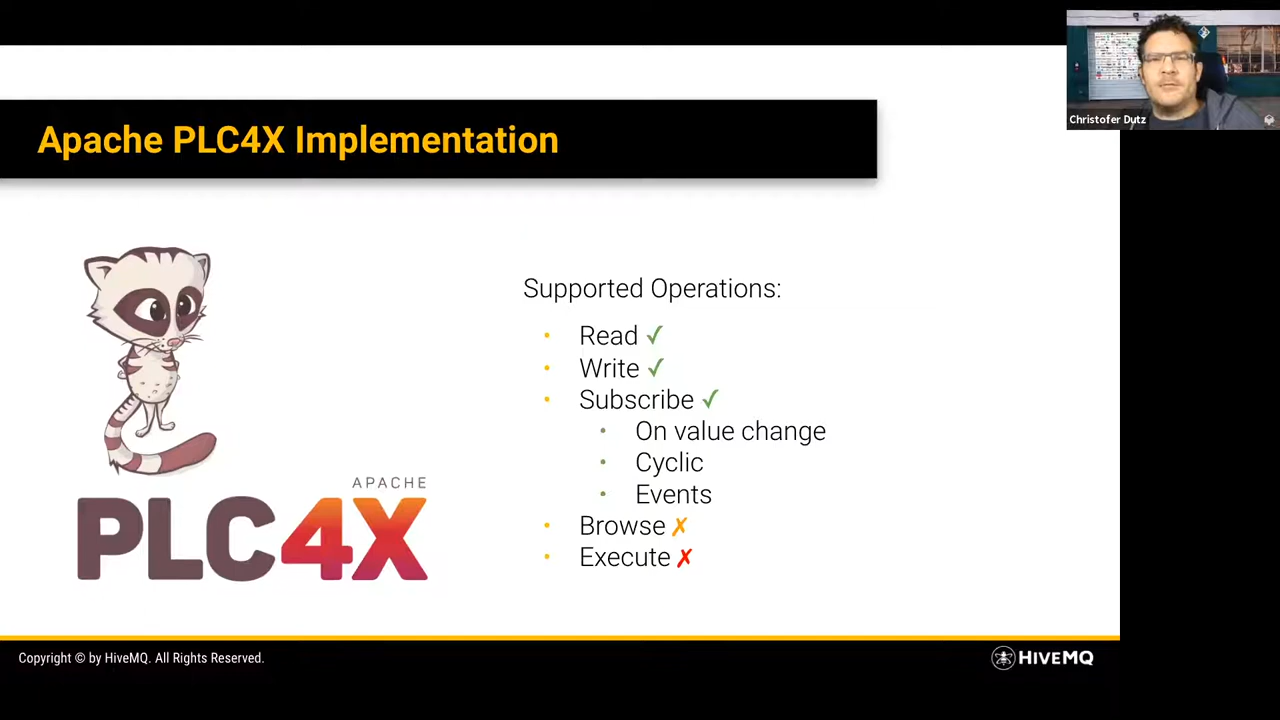 Christofer Dutz
Apache PLC4X Implementation
Supported Operations:
• Read ✓
• Write ✓
• Subscribe ✓
• On value change
• Cyclic
• Events
• Browse ✗
• Execute ✗
APACHE
PLC4X
Copyright © by HiveMQ. All Rights Reserved.
HIVEMQ